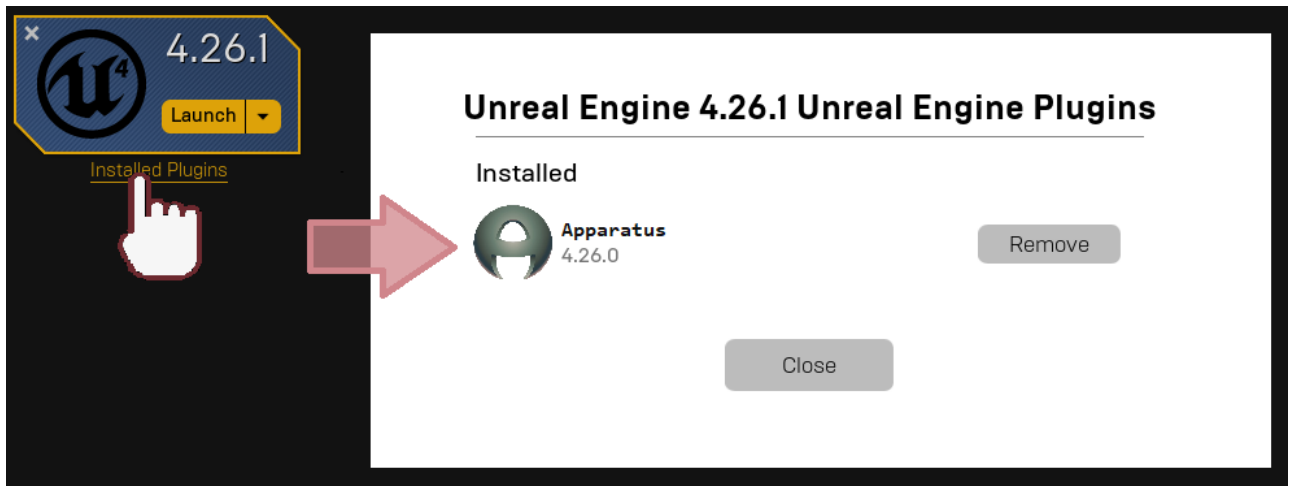 4.26.1
Launch
Installed Plugins
Unreal Engine 4.26.1 Unreal Engine Plugins
Installed
Apparatus
4.26.0
Remove
Close